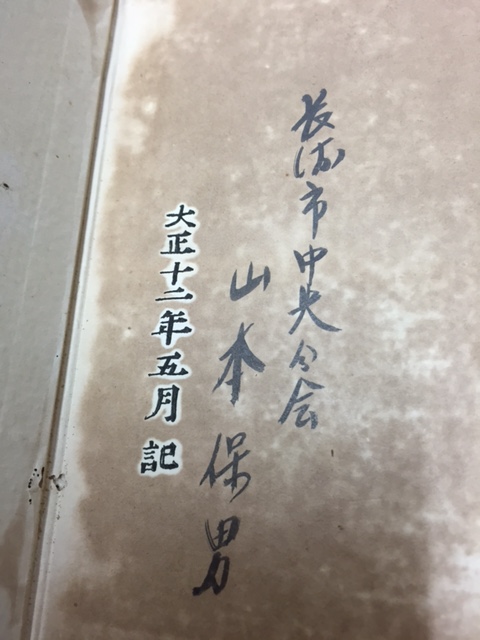 長浜市中央分会
山本保男
大正十二年五月記